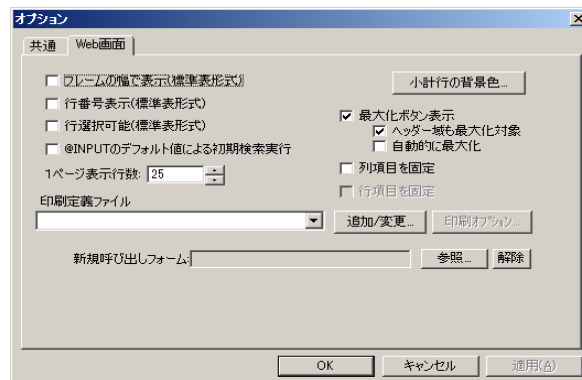 オプション
共通 Web画面
フレームの幅で表示(標準表形式)
小計行の背景色...
行番号表示(標準表形式)
最大化ボタン表示
行選択可能(標準表形式)
ヘッダー域も最大化対象
自動的に最大化
@INPUTのデフォルト値による初期検索実行
列項目を固定
1ページ表示行数: 25
行項目を固定
印刷定義ファイル
追加/変更... 印刷オプション...
新規呼び出しフォーム: 参照... 解除
OK キャンセル 適用(A)